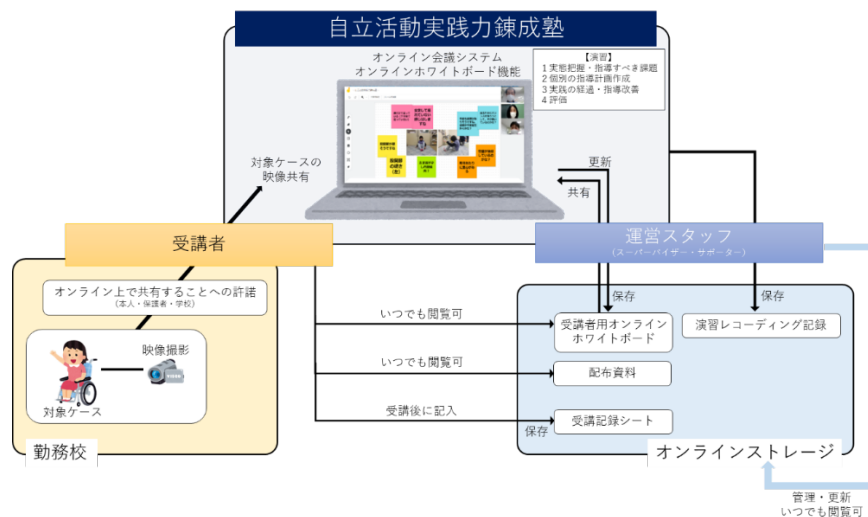 自立活動実践力錬成塾
オンライン会議システム
オンラインホワイトボード機能
【演習】
1 実態把握・指導すべき課題
2 個別の指導計画作成
3 実践の経過・指導改善
4 評価
対象ケースの
映像共有
更新
共有
受講者
運営スタッフ
(スーパーバイザー・サポーター)
オンライン上で共有することへの許諾
(本人・保護者・学校)
映像撮影
対象ケース
勤務校
いつでも閲覧可
いつでも閲覧可
受講後に記入
保存
保存
保存
受講者用オンライン
ホワイトボード
演習レコーディング記録
配布資料
受講記録シート
オンラインストレージ
管理・更新
いつでも閲覧可